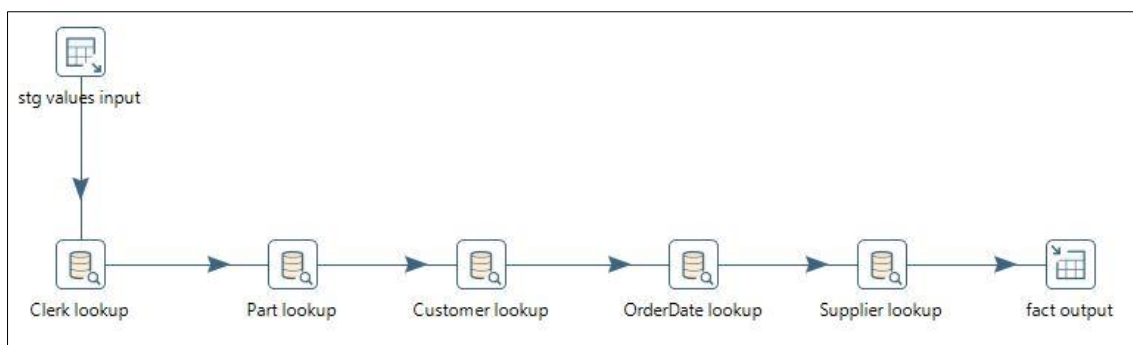 stg values input
Clerk lookup
Part lookup
Customer lookup
OrderDate lookup
Supplier lookup
fact output